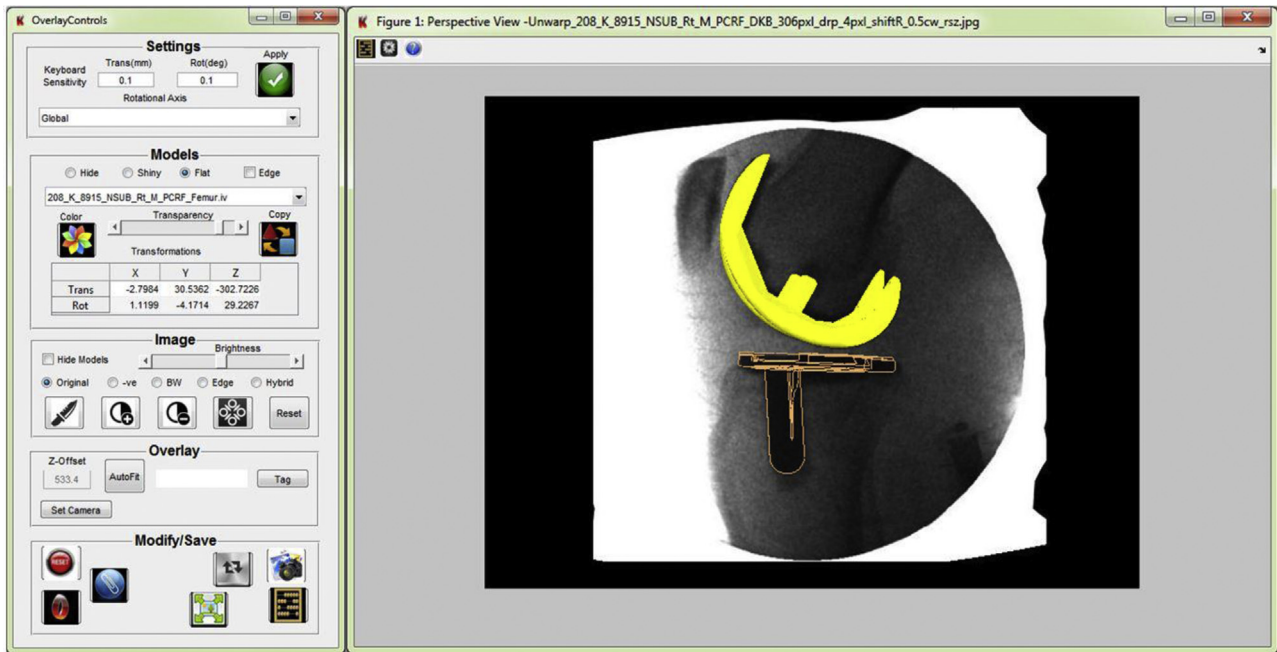 OverlayControls
Settings
Keyboard Sensitivity
Trans(mm) Rot(deg) Apply
0.1 0.1
Rotational Axis
Global
Models
Hide Shiny Flat Edge
208_K_8915_NSUB_Rt_M_PCRF_Femur.iv
Color Transparency Copy
Transformations
X Y Z
Trans -2.7984 30.5362 -302.7226
Rot 1.1199 -4.1714 29.2267
Image
Hide Models Brightness
Original -ve BW Edge Hybrid
Reset
Overlay
Z-Offset
533.4 AutoFit Tag
Set Camera
Modify/Save
RESET
Figure 1: Perspective View -Unwarp_208_K_8915_NSUB_Rt_M_PCRF_DKB_306pxl_drp_4pxl_shiftR_0.5cw_rsz.jpg